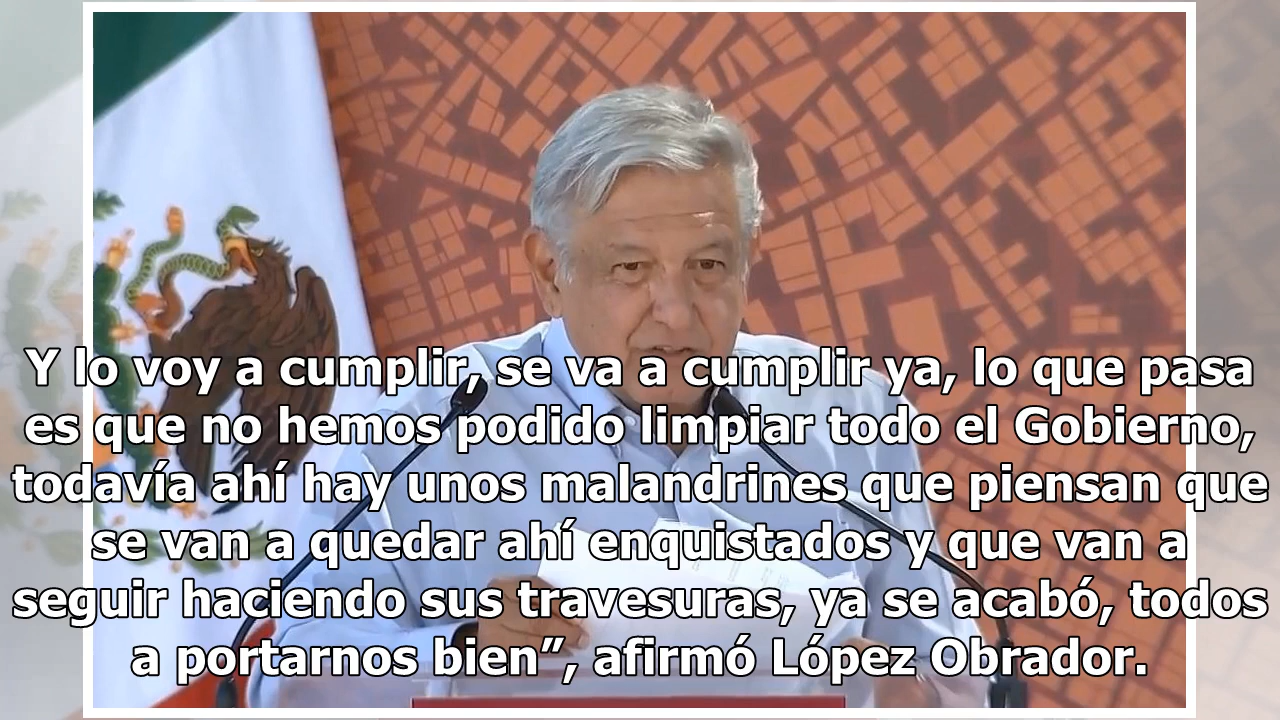 Y lo voy a cumplir, se va a cumplir ya, lo que pasa
es que no hemos podido limpiar todo el Gobierno,
todavía ahí hay unos malandrines que piensan que
se van a quedar ahí enquistados y que van a
seguir haciendo sus travesuras, ya se acabó, todos
a portarnos bien”, afirmó López Obrador.